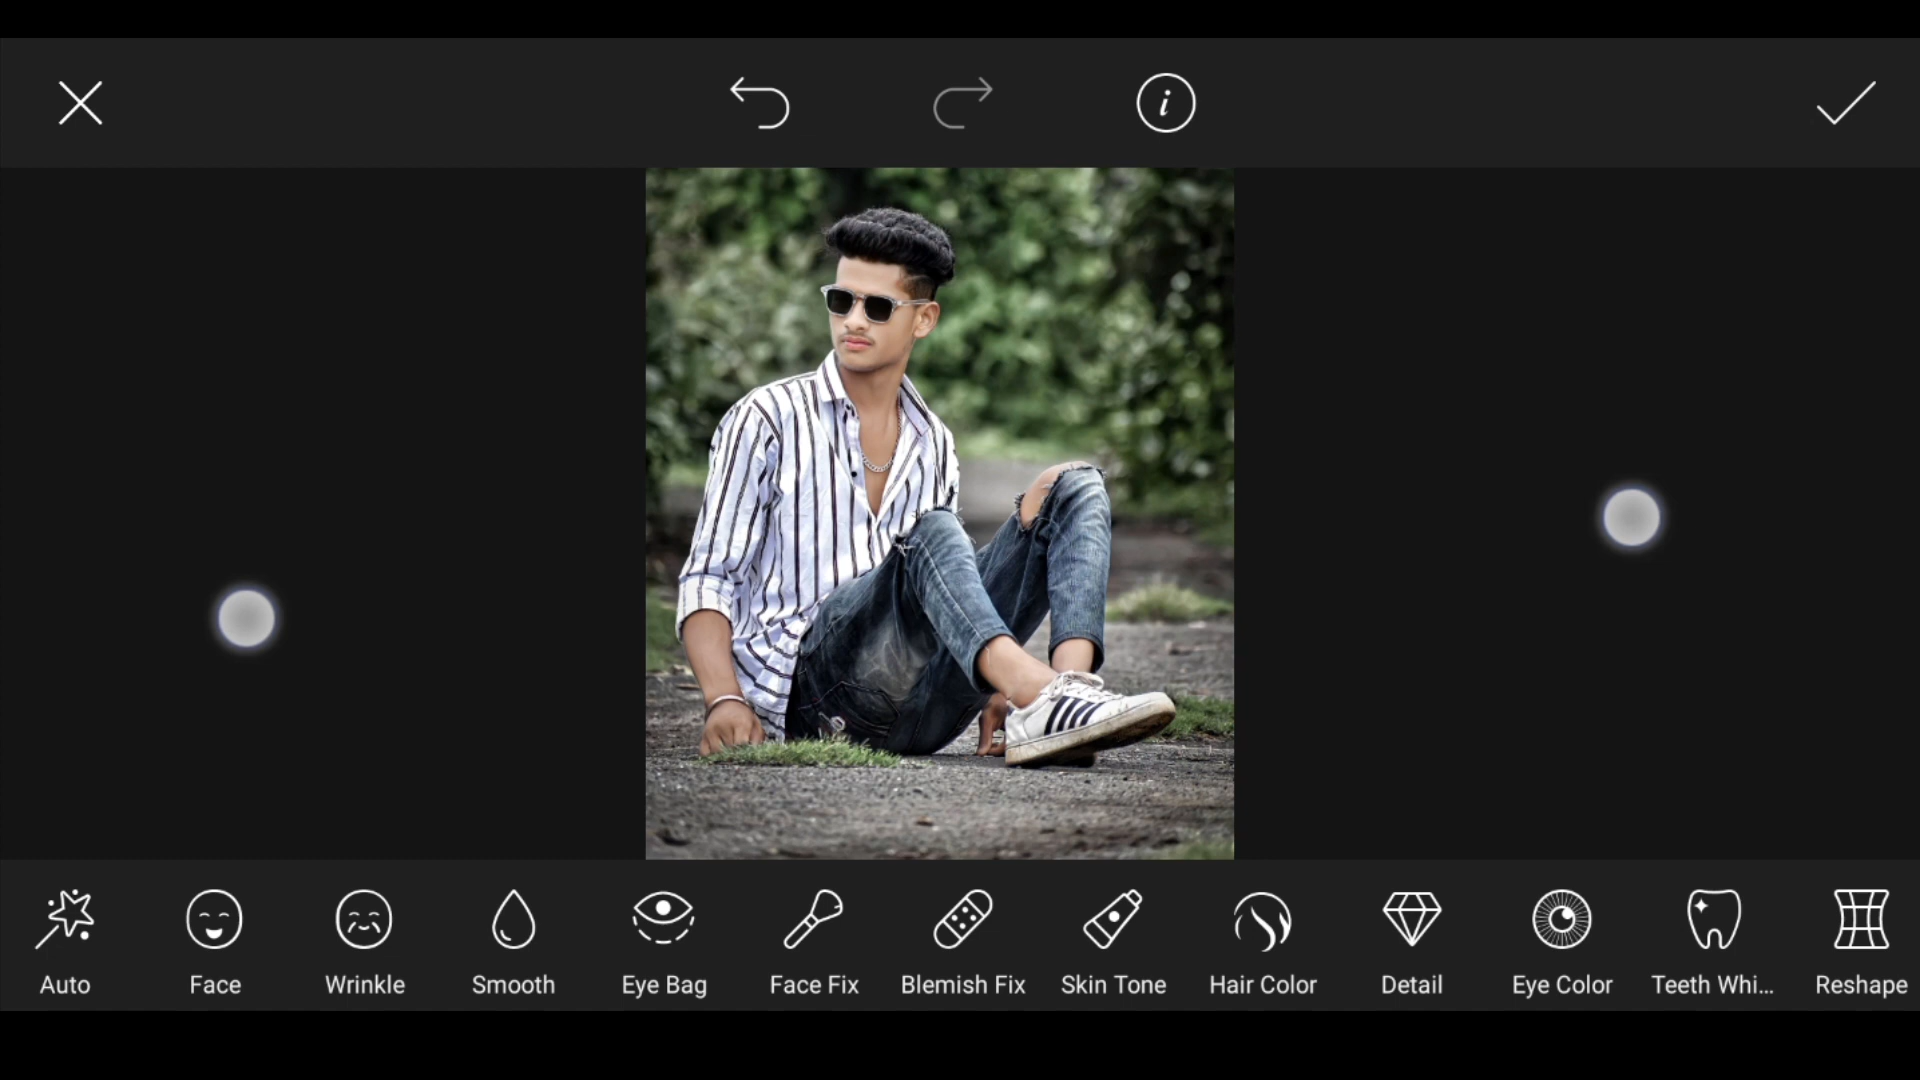 i
Auto
Face
Wrinkle
Smooth
Eye Bag
Face Fix
Blemish Fix
Skin Tone
Hair Color
Detail
Eye Color
Teeth Whi...
Reshape